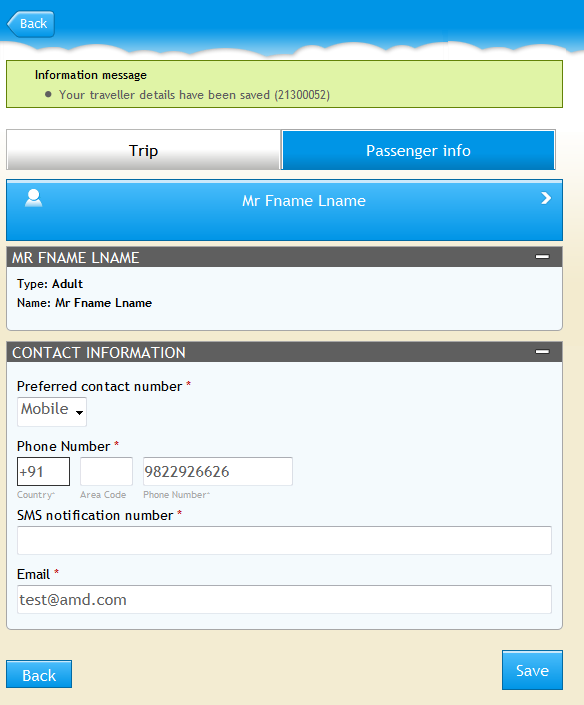 Back
Information message
Your traveller details have been saved (21300052)
Trip Passenger info
Mr Fname Lname
MR FNAME LNAME
Type: Adult
Name: Mr Fname Lname
CONTACT INFORMATION
Preferred contact number *
Mobile
Phone Number *
+91 9822926626
Country* Area Code Phone Number*
SMS notification number *
Email *
test@amd.com
Back Save